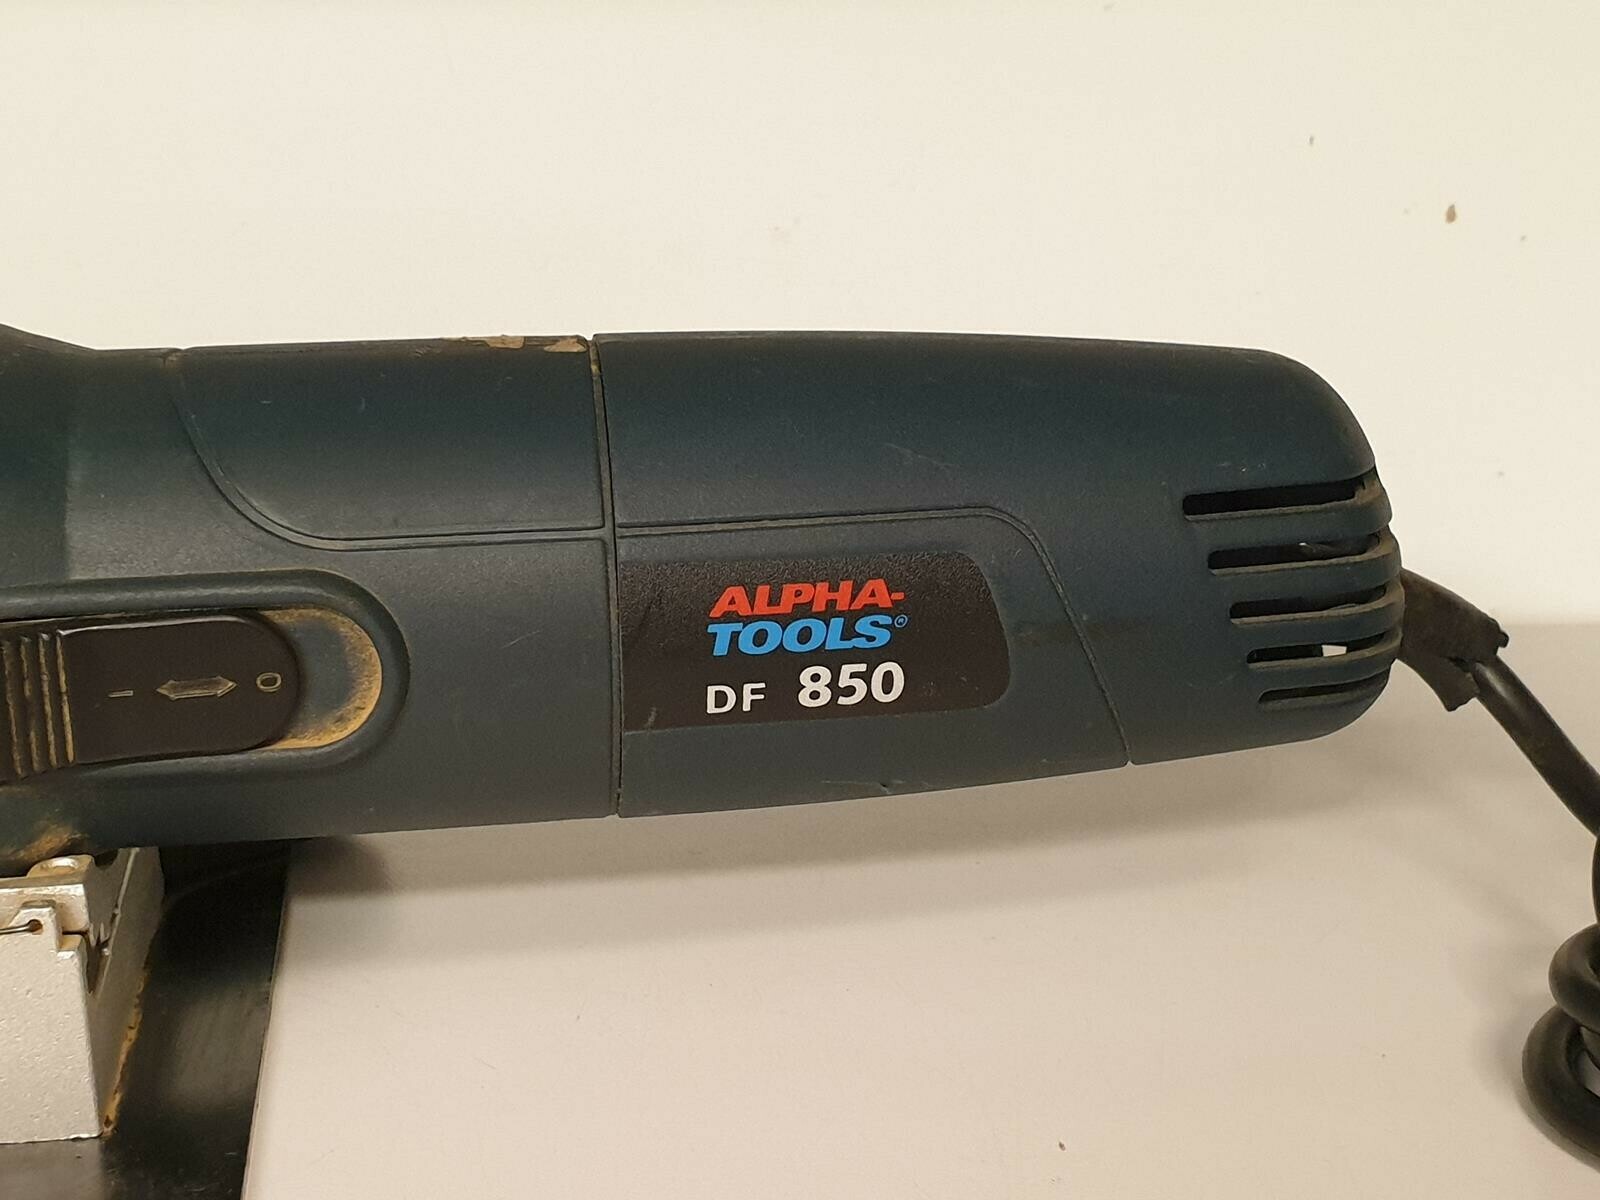 ALPHA-
TOOLS®
DF 850
I O